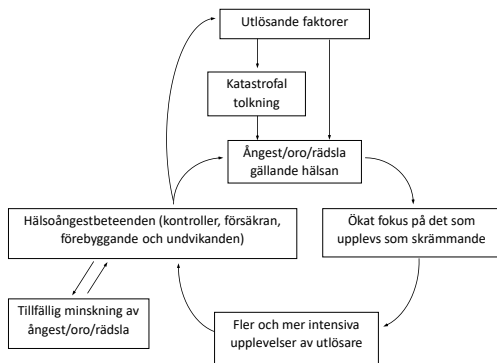 Utlösande faktorer
Katastrofal
tolkning
Ångest/oro/rädsla
gällande hälsan
Hälsoångestbeteenden (kontroller, försäkran,
förebyggande och undvikanden)
Ökat fokus på det som
upplevs som skrämmande
Tillfällig minskning av
ångest/oro/rädsla
Fler och mer intensiva
upplevelser av utlösare